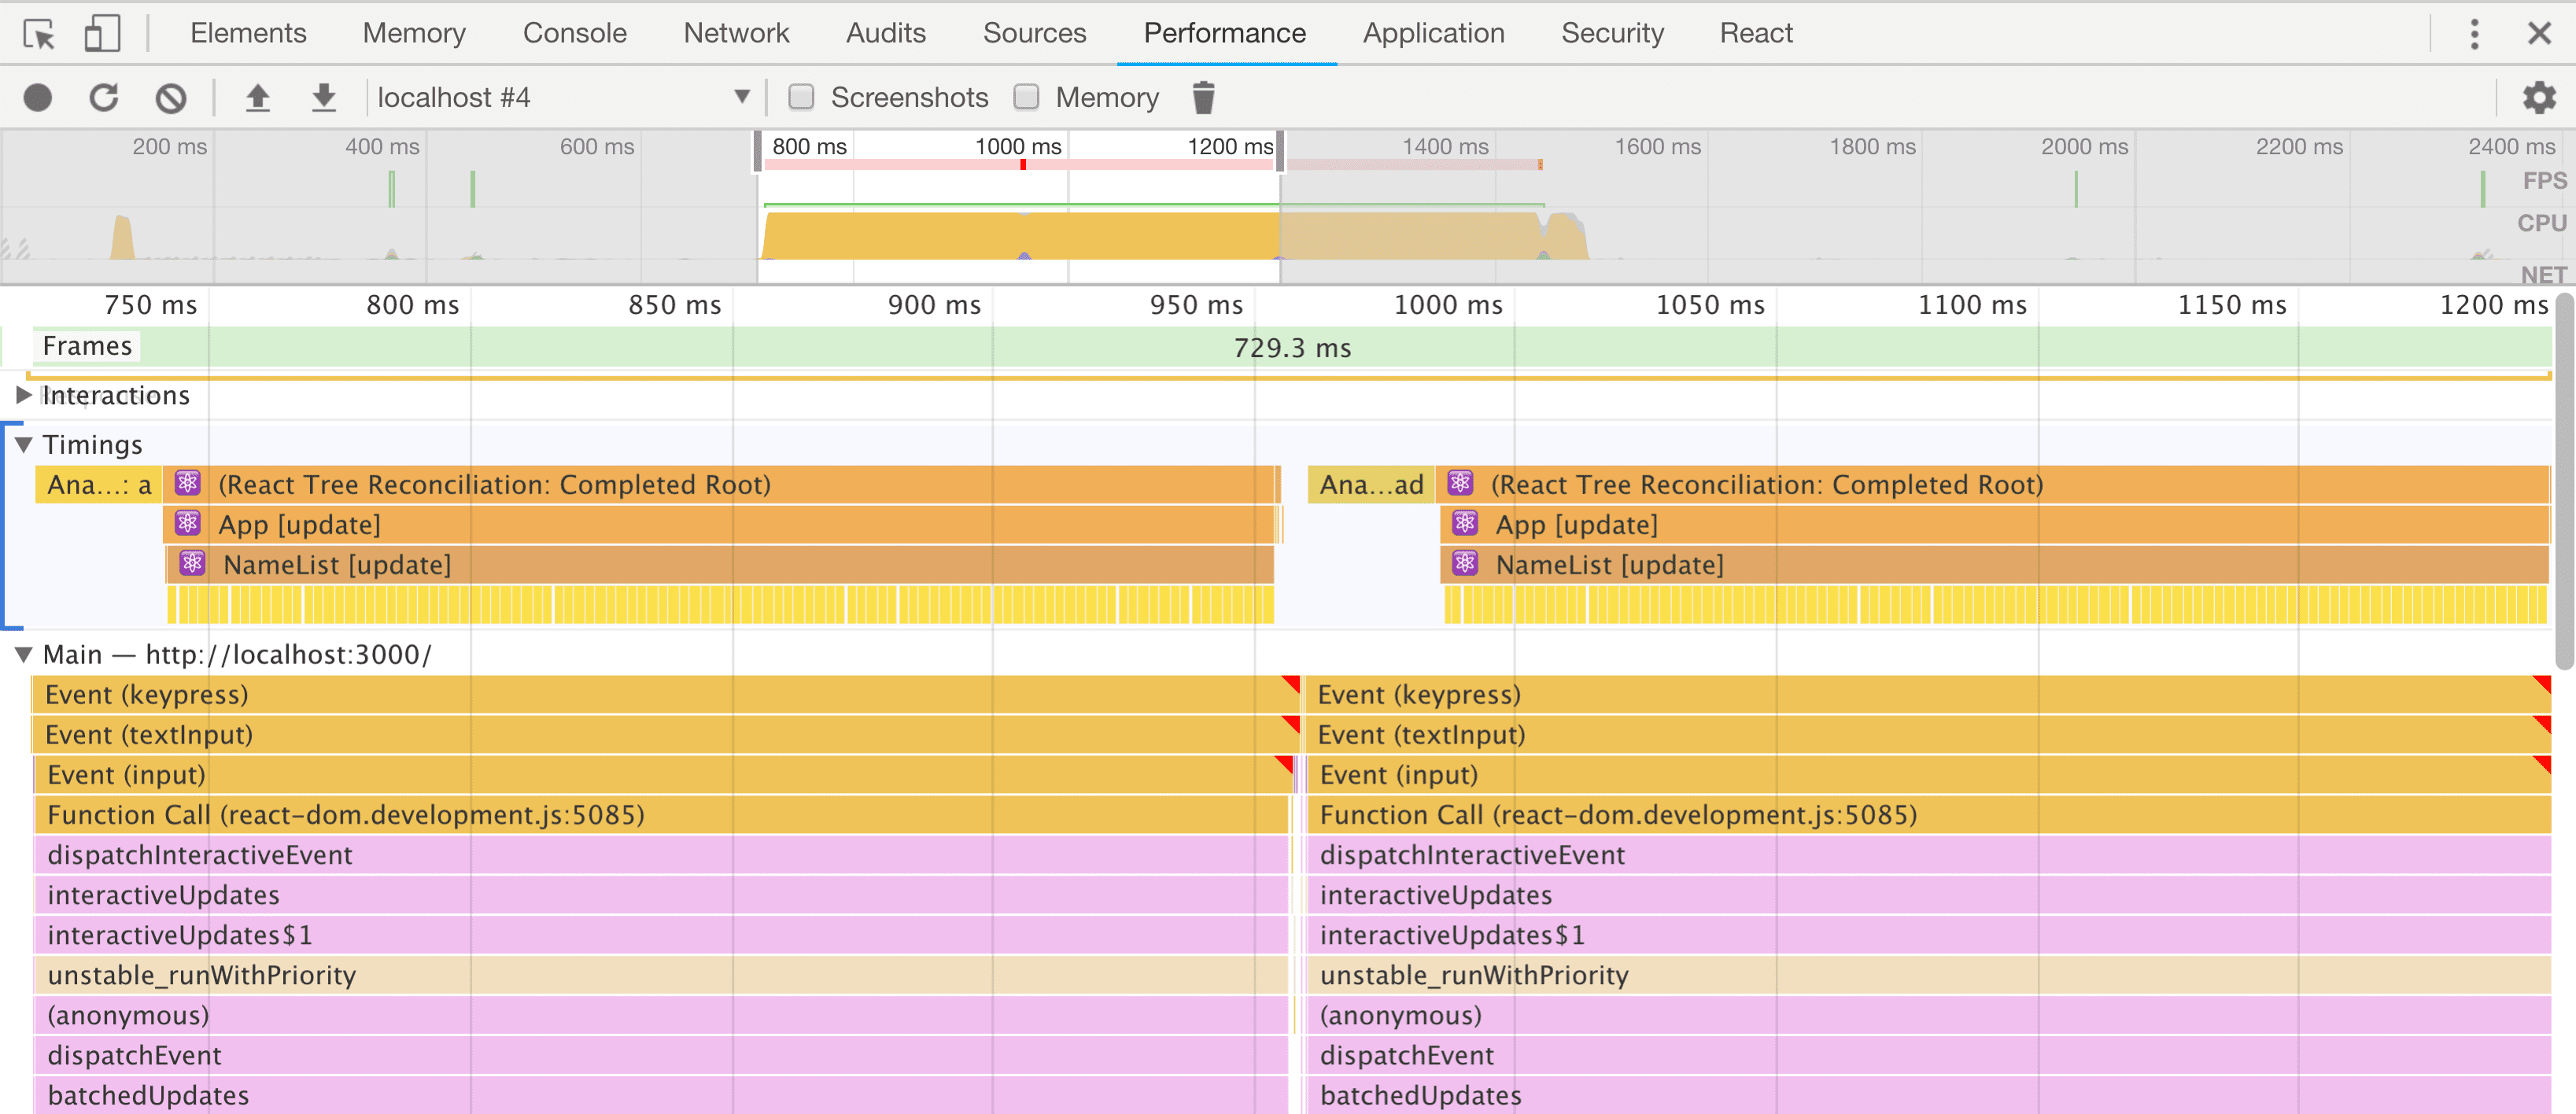 Elements Memory Console Network Audits Sources Performance Application Security React
localhost #4 Screenshots Memory
200 ms 400 ms 600 ms 800 ms 1000 ms 1200 ms 1400 ms 1600 ms 1800 ms 2000 ms 2200 ms 2400 ms
FPS
CPU
NET
750 ms 800 ms 850 ms 900 ms 950 ms 1000 ms 1050 ms 1100 ms 1150 ms 1200 ms
Frames 729.3 ms
Interactions
Timings
Ana...: a (React Tree Reconciliation: Completed Root) Ana...ad (React Tree Reconciliation: Completed Root)
App [update] App [update]
NameList [update] NameList [update]
Main — http://localhost:3000/
Event (keypress) Event (keypress)
Event (textInput) Event (textInput)
Event (input) Event (input)
Function Call (react-dom.development.js:5085) Function Call (react-dom.development.js:5085)
dispatchInteractiveEvent dispatchInteractiveEvent
interactiveUpdates interactiveUpdates
interactiveUpdates$1 interactiveUpdates$1
unstable_runWithPriority unstable_runWithPriority
(anonymous) (anonymous)
dispatchEvent dispatchEvent
batchedUpdates batchedUpdates